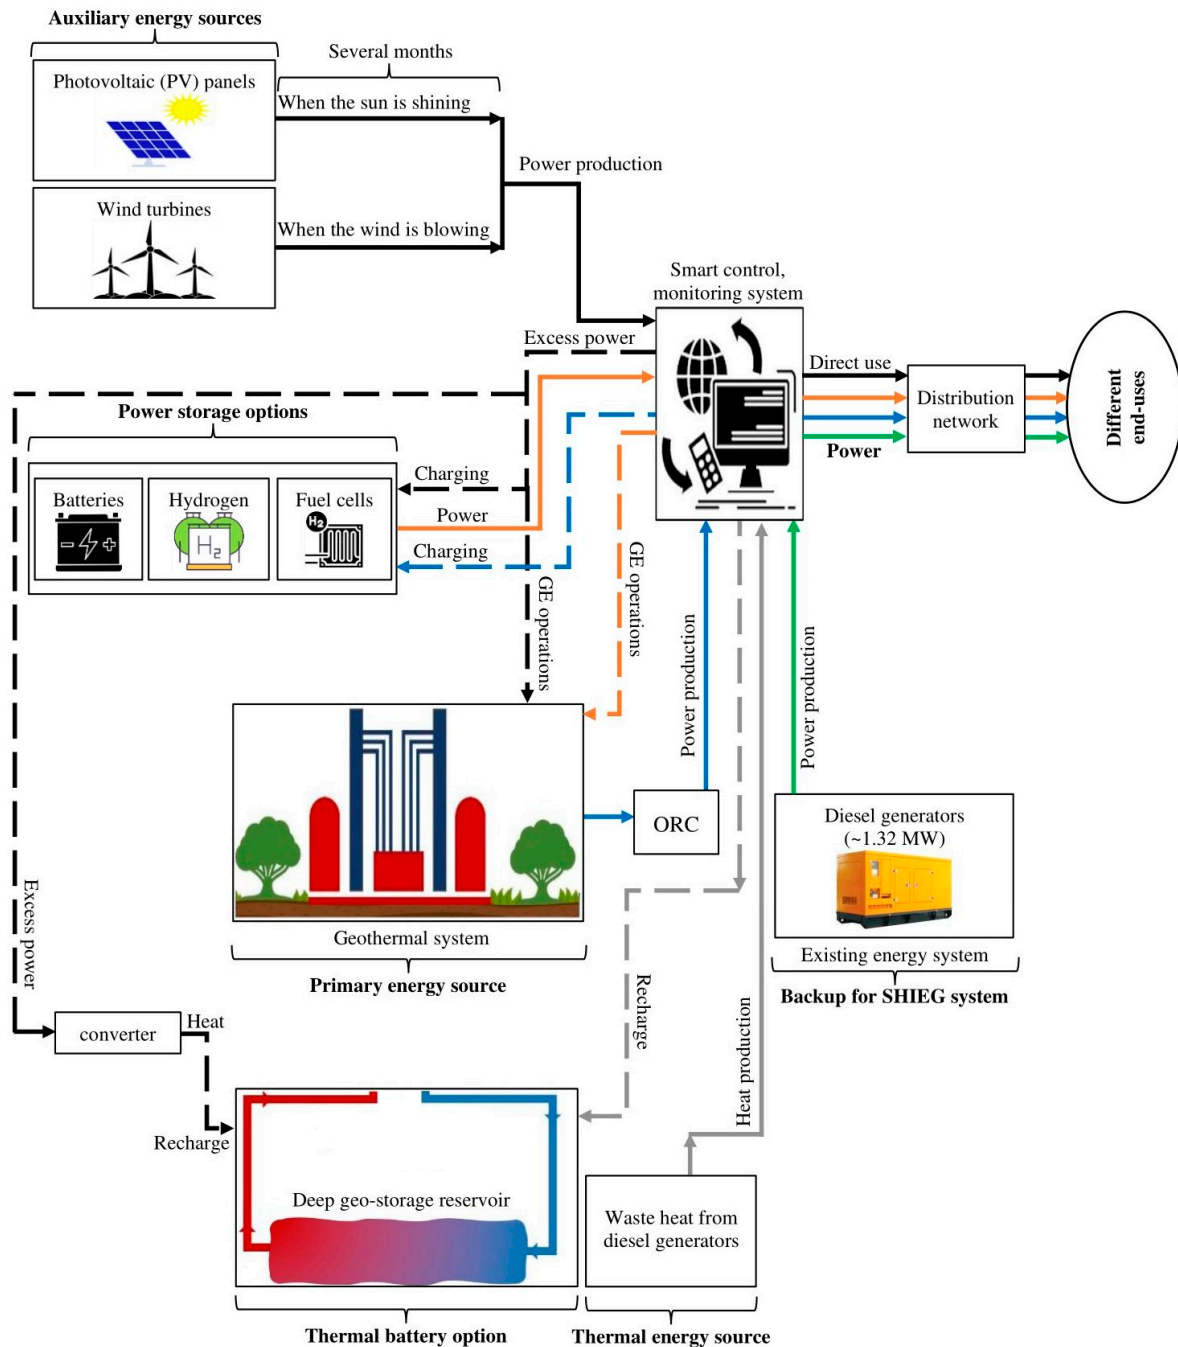 Auxiliary energy sources
Several months
Photovoltaic (PV) panels
When the sun is shining
Power production
Wind turbines
When the wind is blowing
Smart control,
monitoring system
Excess power
Direct use
Distribution
network
Power
Different
end-uses
Power storage options
Charging
Batteries
Hydrogen
Fuel cells
H2
H2
Power
Charging
GE operations
GE operations
Power production
Power production
ORC
Diesel generators
(~1.32 MW)
Geothermal system
Primary energy source
Existing energy system
Backup for SHIEG system
Excess power
Recharge
Heat production
converter
Heat
Recharge
Deep geo-storage reservoir
Waste heat from
diesel generators
Thermal battery option
Thermal energy source